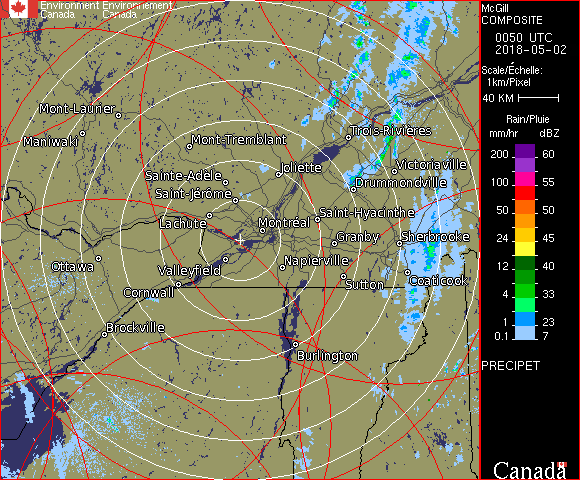 Environment Environnement
Canada Canada
McGill
COMPOSITE
0050 UTC
2018-05-02
Scale/Échelle:
1km/Pixel
40 KM
Rain/Pluie
mm/hr dBZ
200 60
150 57
100 55
50 50
24 45
12 40
4 33
1 23
0.1 7
PRECIPET
Canada
Mont-Laurier
Maniwaki
Mont-Tremblant
Trois-Rivières
Joliette
Victoriaville
Sainte-Adèle
Drummondville
Saint-Jérôme
Lachute
Saint-Hyacinthe
Montréal
Granby
Sherbrooke
Ottawa
Valleyfield
Napierville
Cornwall
Sutton
Coaticook
Brockville
Burlington